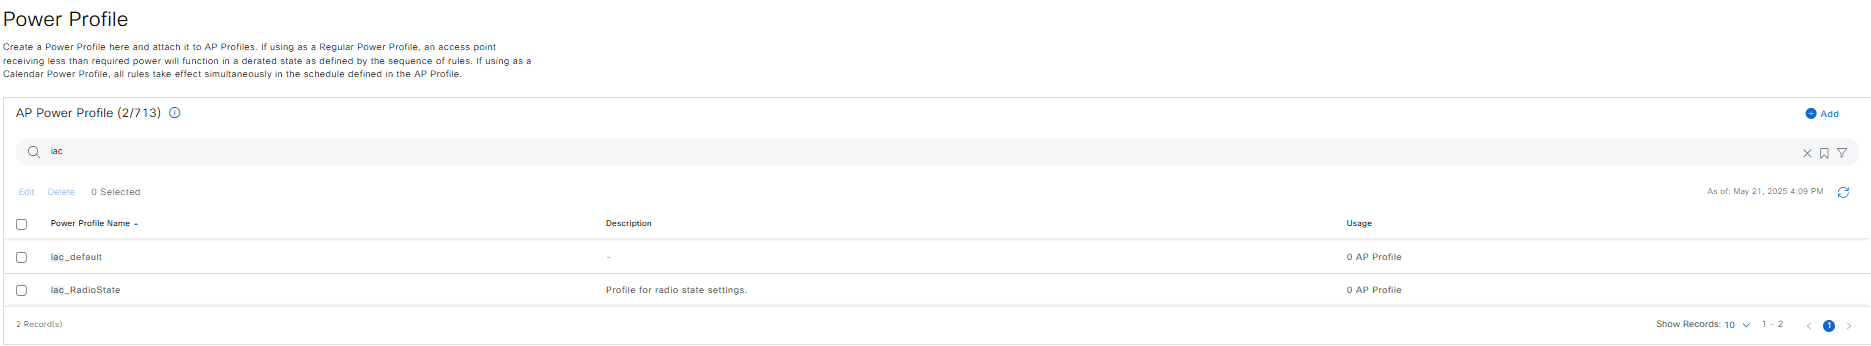 Power Profile
Create a Power Profile here and attach it to AP Profiles. If using as a Regular Power Profile, an access point
receiving less than required power will function in a derated state as defined by the sequence of rules. If using as a
Calendar Power Profile, all rules take effect simultaneously in the schedule defined in the AP Profile.
AP Power Profile (2/713)
Add
iac
Edit Delete 0 Selected
As of: May 21, 2025 4:09 PM
Power Profile Name Description Usage
iac_default - 0 AP Profile
iac_RadioState Profile for radio state settings. 0 AP Profile
2 Record(s)
Show Records: 10 1 - 2 1